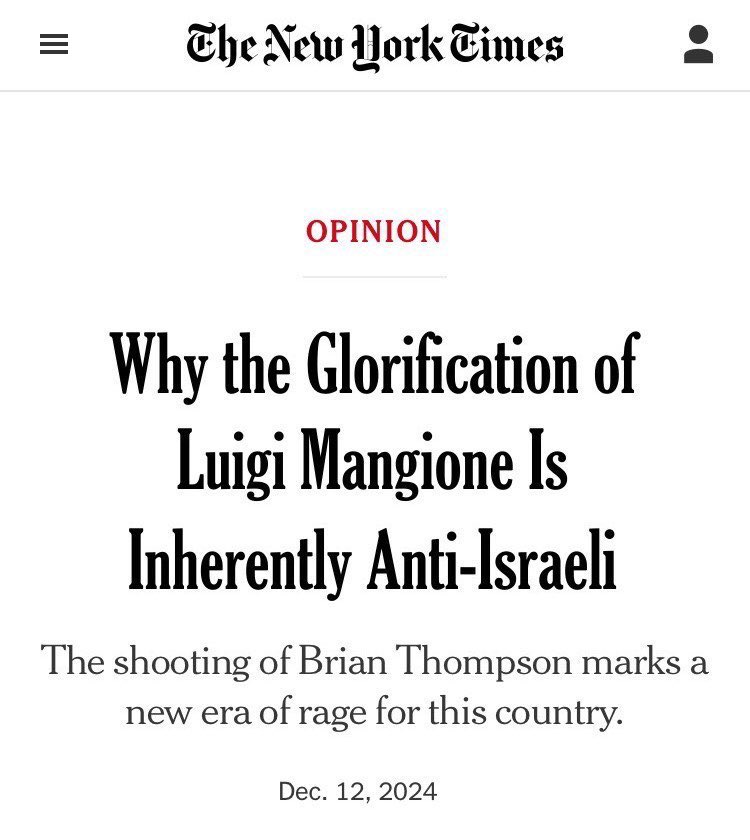 The New York Times
OPINION
Why the Glorification of
Luigi Mangione Is
Inherently Anti-Israeli
The shooting of Brian Thompson marks a
new era of rage for this country.
Dec. 12, 2024